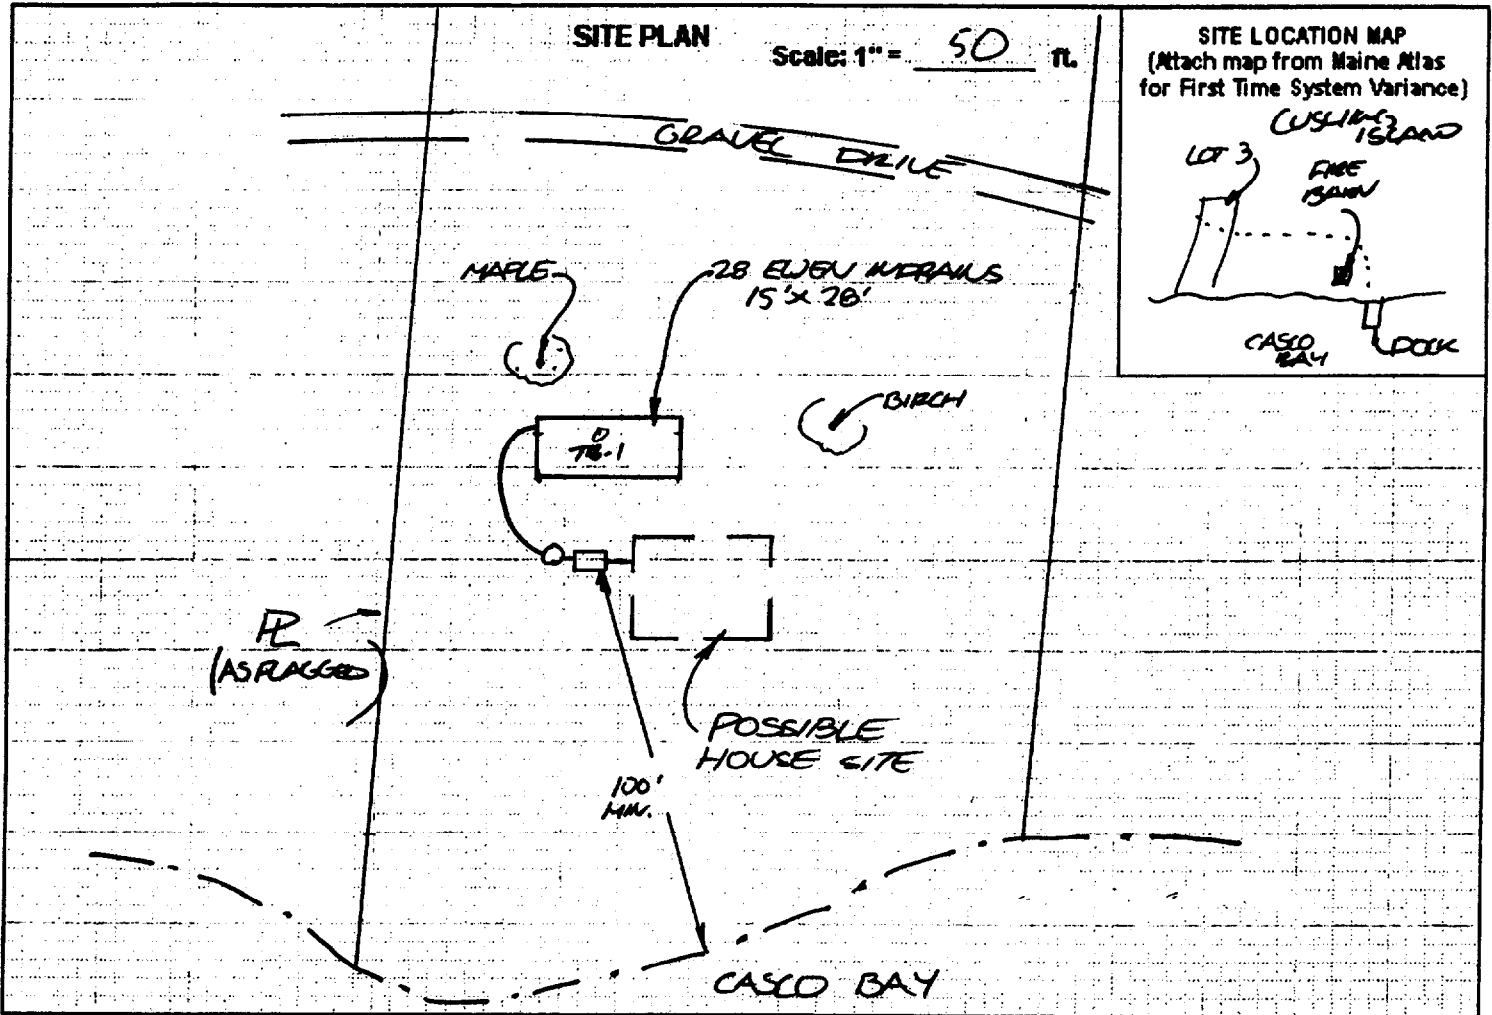 SITE PLAN
Scale: 1" = 50 ft.
SITE LOCATION MAP
(Attach map from Maine Atlas
for First Time System Variance)
CUSHING
ISLAND
LOT 3
FIRE
BARN
CASCO
BAY
DOCK
GRAVEL DRIVE
MAPLE
28 ELJEN INDRAINS
15' X 28'
BIRCH
TB-1
PL
(AS FLAGGED)
POSSIBLE
HOUSE SITE
100'
MIN.
CASCO BAY